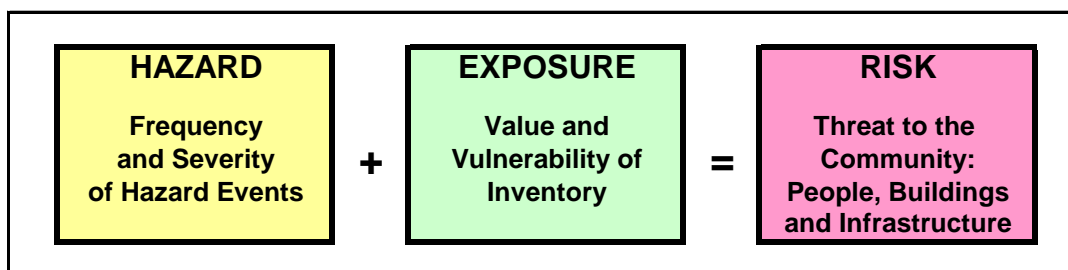 HAZARD
Frequency
and Severity
of Hazard Events
+
EXPOSURE
Value and
Vulnerability of
Inventory
=
RISK
Threat to the
Community:
People, Buildings
and Infrastructure